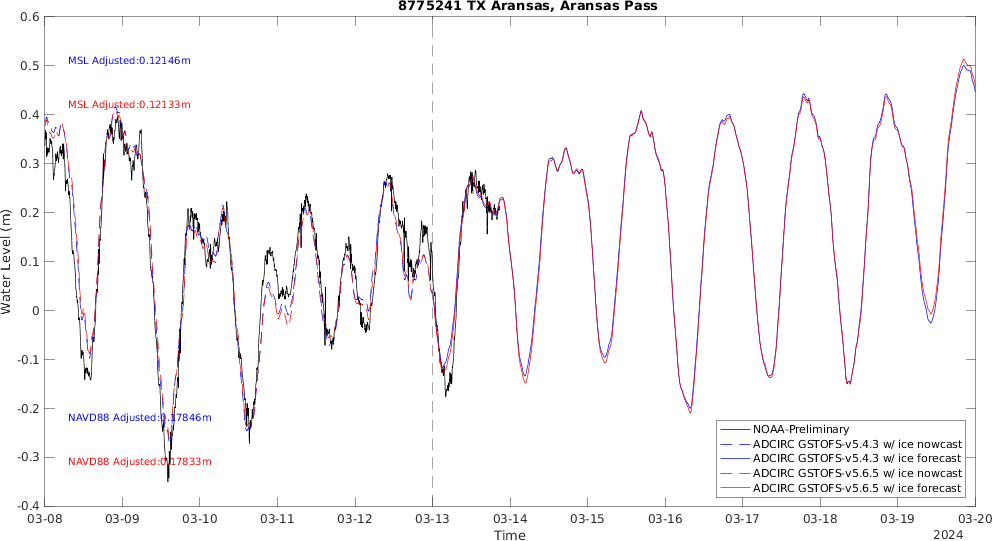 8775241 TX Aransas, Aransas Pass
0.6
0.5
0.4
0.3
0.2
0.1
0
-0.1
-0.2
-0.3
-0.4
Water Level (m)
MSL Adjusted:0.12146m
MSL Adjusted:0.12133m
NAVD88 Adjusted:0.17846m
NAVD88 Adjusted:0.17833m
NOAA-Preliminary
ADCIRC GSTOFS-v5.4.3 w/ ice nowcast
ADCIRC GSTOFS-v5.4.3 w/ ice forecast
ADCIRC GSTOFS-v5.6.5 w/ ice nowcast
ADCIRC GSTOFS-v5.6.5 w/ ice forecast
03-08 03-09 03-10 03-11 03-12 03-13 03-14 03-15 03-16 03-17 03-18 03-19 03-20
Time
2024